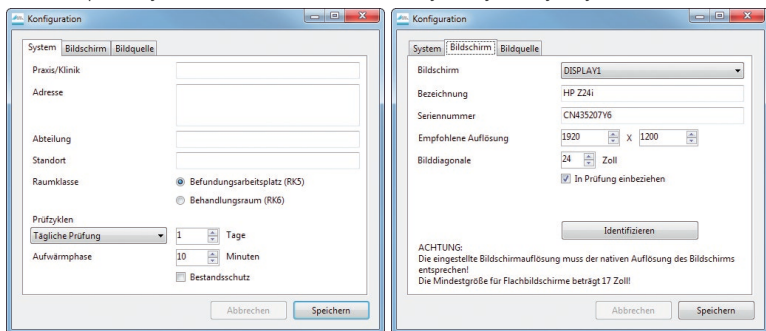 Konfiguration
System Bildschirm Bildquelle
Praxis/Klinik
Adresse
Abteilung
Standort
Raumklasse Befundungsarbeitsplatz (RK5)
Behandlungsraum (RK6)
Prüfzyklen
Tägliche Prüfung 1 Tage
Aufwärmphase 10 Minuten
Bestandsschutz
Abbrechen Speichern
Konfiguration
System Bildschirm Bildquelle
Bildschirm DISPLAY1
Bezeichnung HP Z24i
Seriennummer CN435207Y6
Empfohlene Auflösung 1920 X 1200
Bilddiagonale 24 Zoll
In Prüfung einbeziehen
Identifizieren
ACHTUNG:
Die eingestellte Bildschirmauflösung muss der nativen Auflösung des Bildschirms
entsprechen!
Die Mindestgröße für Flachbildschirme beträgt 17 Zoll!
Abbrechen Speichern